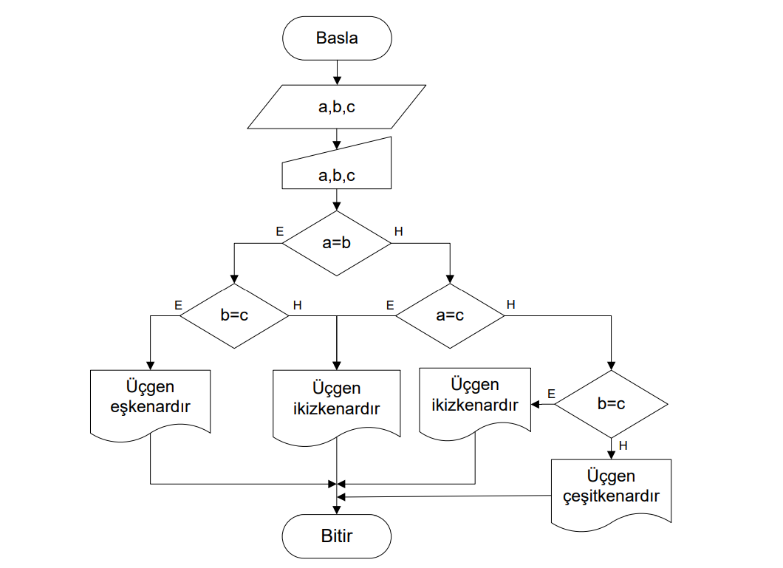 Basla
a,b,c
a,b,c
E
a=b
H
E
b=c
H
E
a=c
H
Üçgen
eşkenardır
Üçgen
ikizkenardır
Üçgen
ikizkenardır
E
b=c
H
Üçgen
çeşitkenardır
Bitir